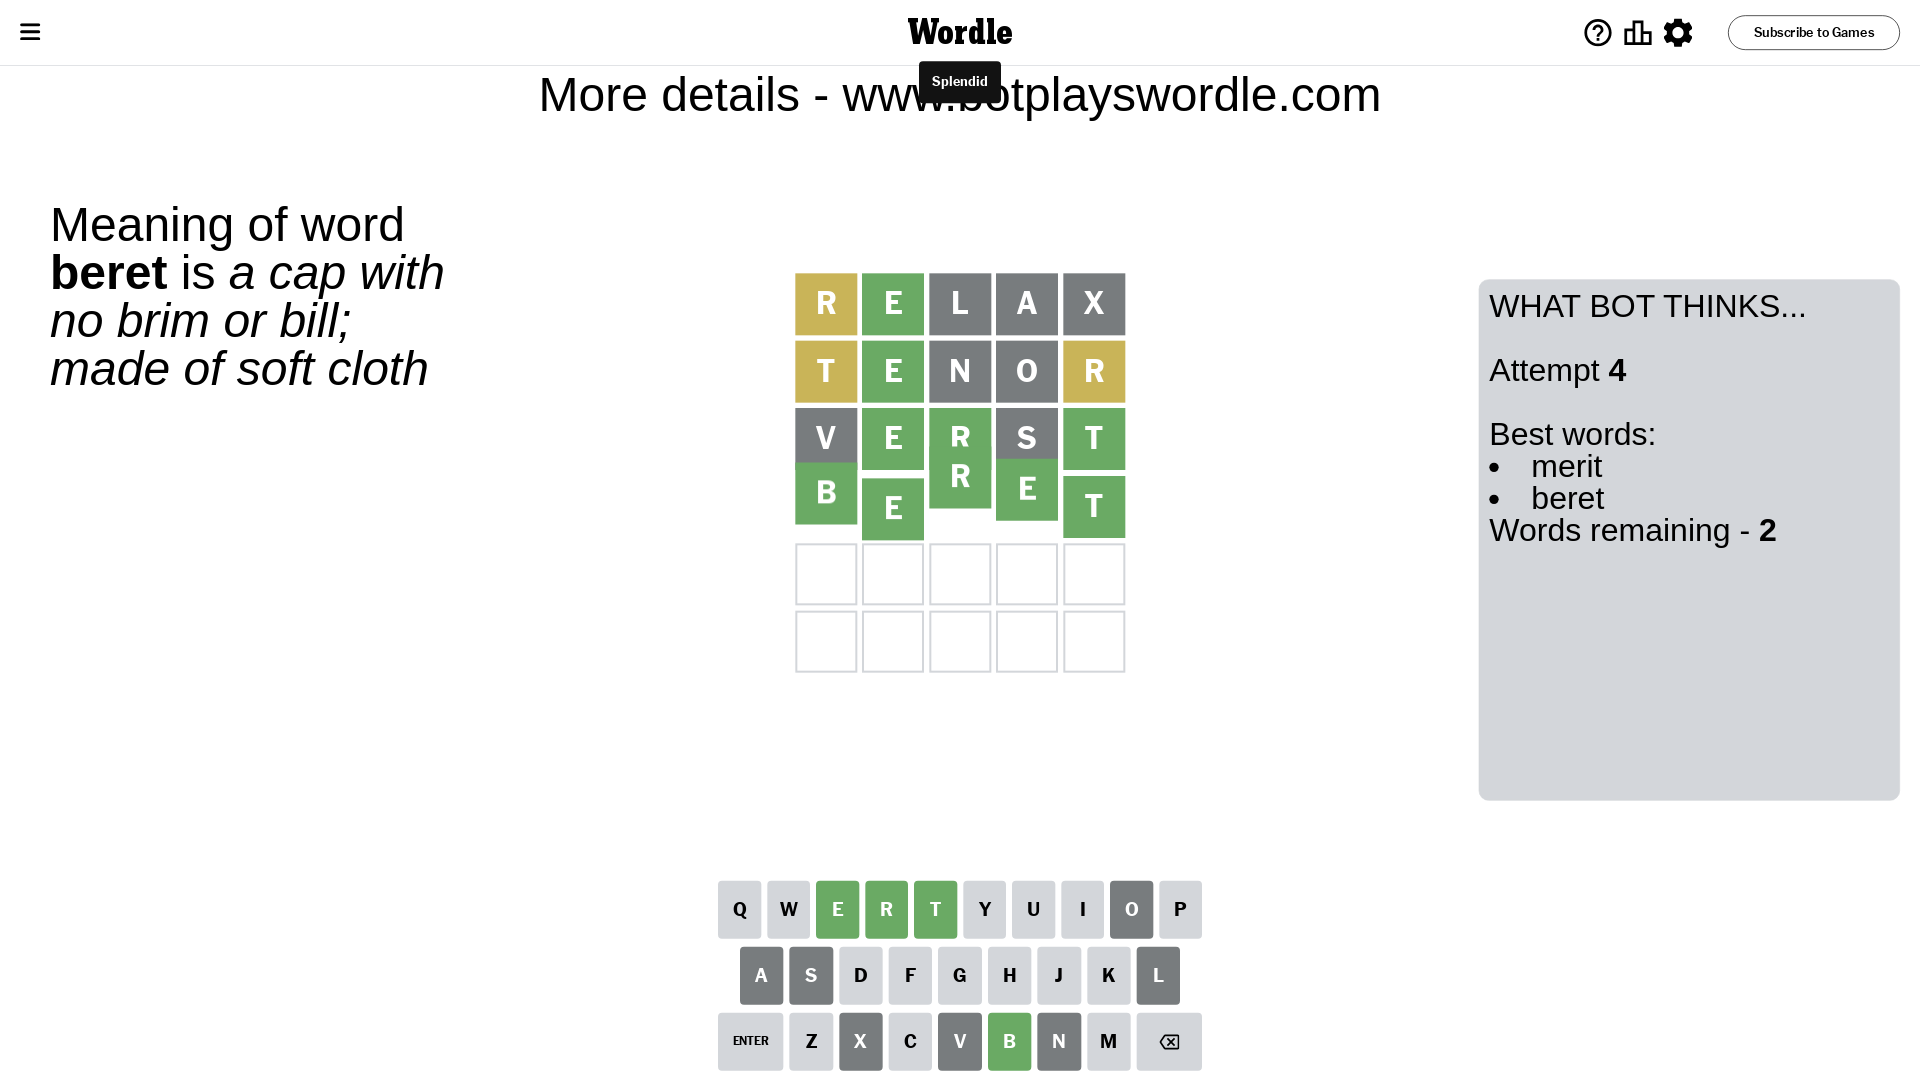 Wordle
Subscribe to Games
Splendid
More details - www.botplayswordle.com
Meaning of word
beret is a cap with
no brim or bill;
made of soft cloth
R E L A X
T E N O R
V E R S T
B E R E T
WHAT BOT THINKS...
Attempt 4
Best words:
• merit
• beret
Words remaining - 2
Q W E R T Y U I O P
A S D F G H J K L
ENTER Z X C V B N M